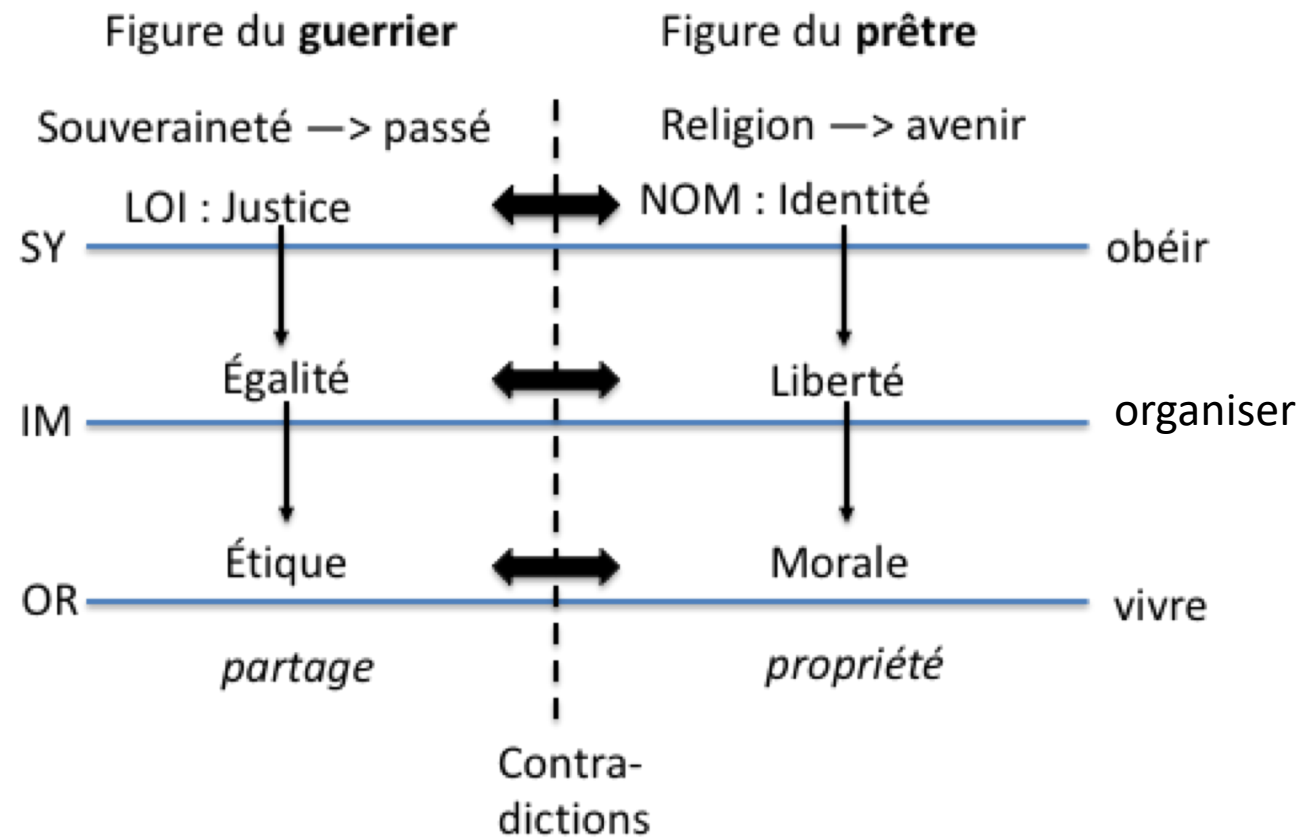 Figure du guerrier
Figure du prêtre
Souveraineté —> passé
Religion —> avenir
LOI : Justice
NOM : Identité
SY
obéir
Égalité
Liberté
IM
organiser
Étique
Morale
OR
vivre
partage
propriété
Contra-
dictions